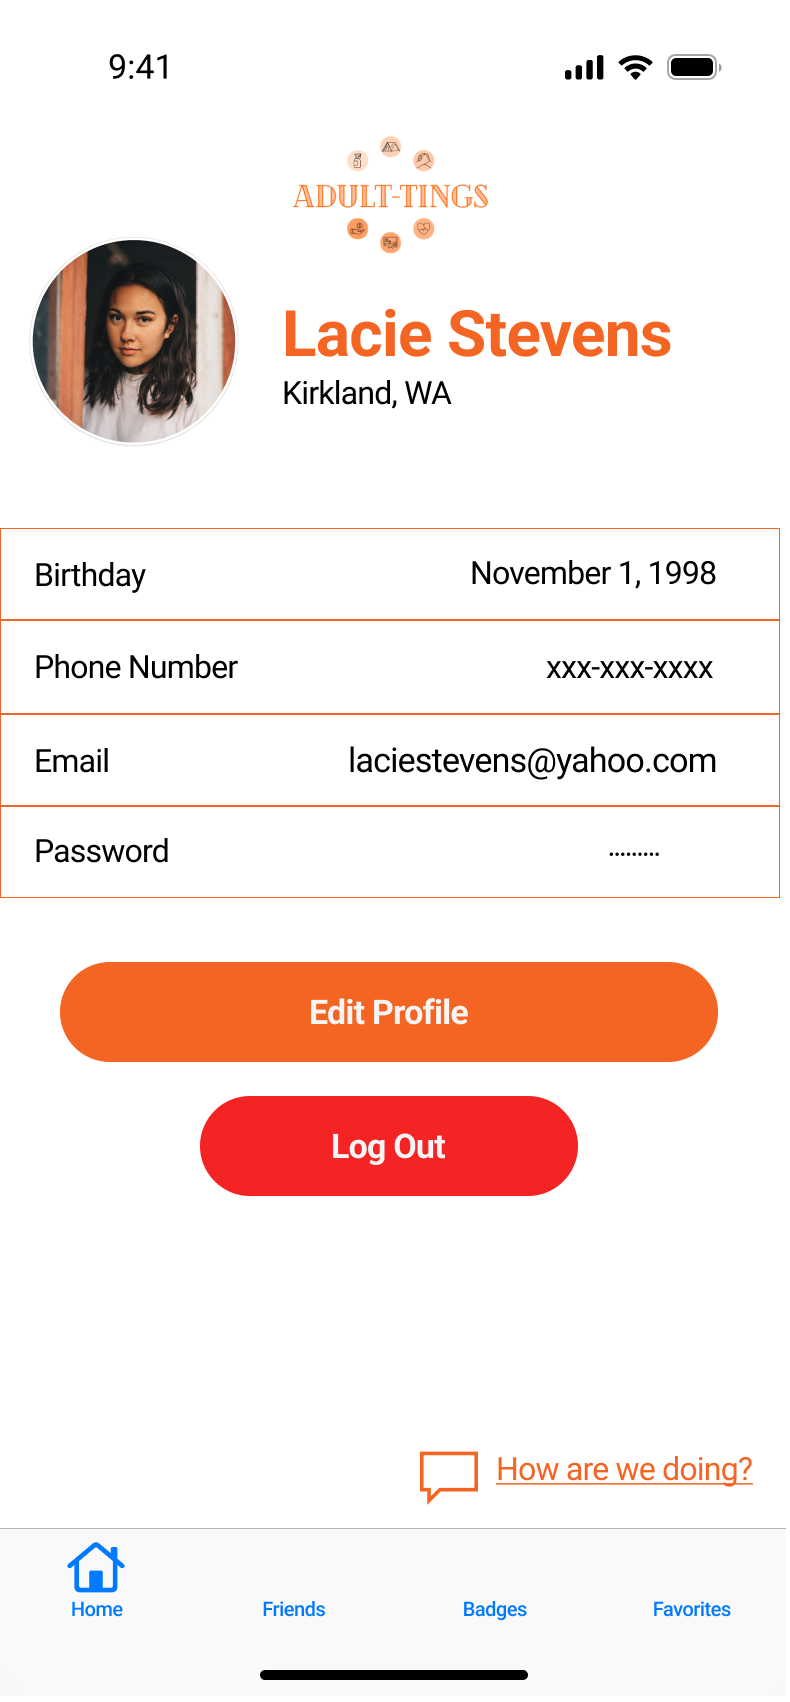 9:41
ADULT-TINGS
Lacie Stevens
Kirkland, WA
Birthday November 1, 1998
Phone Number xxx-xxx-xxxx
Email laciestevens@yahoo.com
Password .........
Edit Profile
Log Out
How are we doing?
Home Friends Badges Favorites